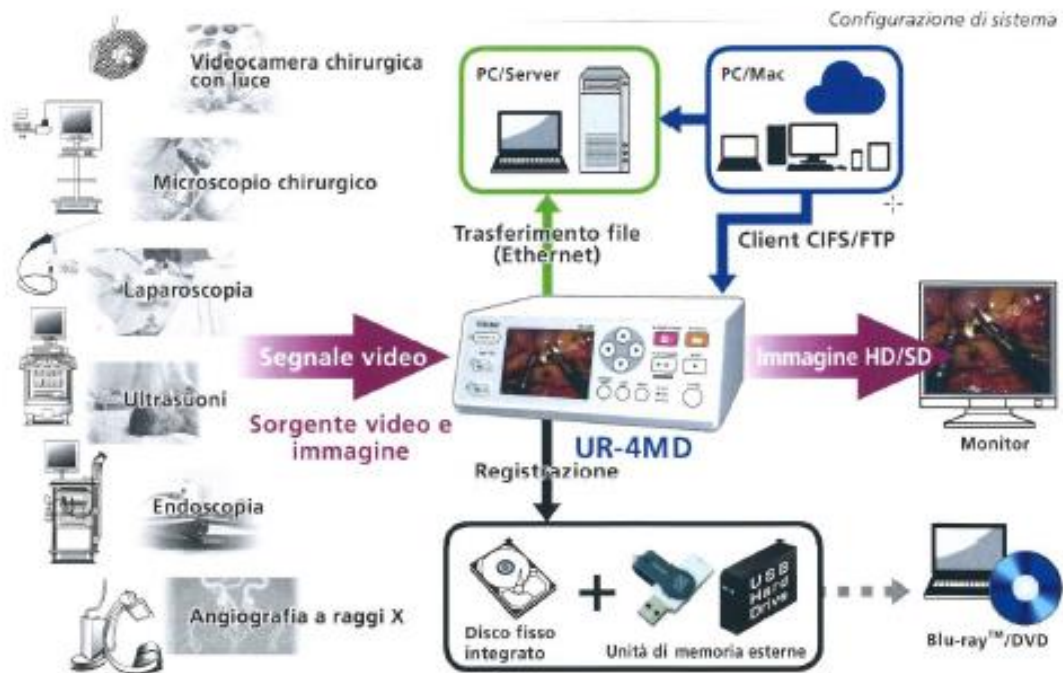 Configurazione di sistema
Videocamera chirurgica
con luce
Microscopio chirurgico
Laparoscopia
Ultrasuoni
Endoscopia
Angiografia a raggi X
Segnale video
Sorgente video e
immagine
PC/Server
PC/Mac
Trasferimento file
(Ethernet)
Client CIFS/FTP
UR-4MD
Immagine HD/SD
Monitor
Registrazione
Disco fisso
integrato
+
USB
Hard
Drive
Unità di memoria esterne
Blu-ray™/DVD